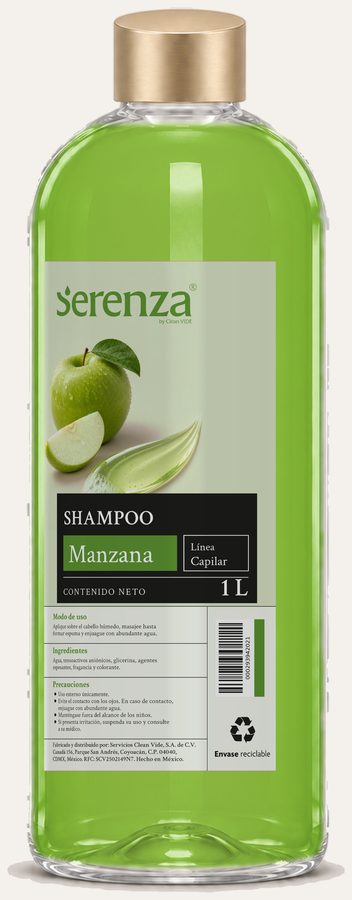 Serenza®
by Clean VIDE
SHAMPOO
Manzana
Línea
Capilar
CONTENIDO NETO
1 L
Modo de uso
Aplique sobre el cabello húmedo, masajee hasta
formar espuma y enjuague con abundante agua.
Ingredientes
Agua, tensoactivos aniónicos, glicerina, agentes
espesantes, fragancia y colorante.
Precauciones
• Uso externo únicamente.
• Evite el contacto con los ojos. En caso de contacto,
enjuague con abundante agua.
• Manténgase fuera del alcance de los niños.
• Si presenta irritación, suspenda su uso y consulte
a su médico.
000293942021
Envase reciclable
Fabricado y distribuido por: Servicios Clean Vide, S.A. de C.V.
Canadá 156, Parque San Andrés, Coyoacán, C.P. 04040,
CDMX, México. RFC: SCV2502149N7. Hecho en México.